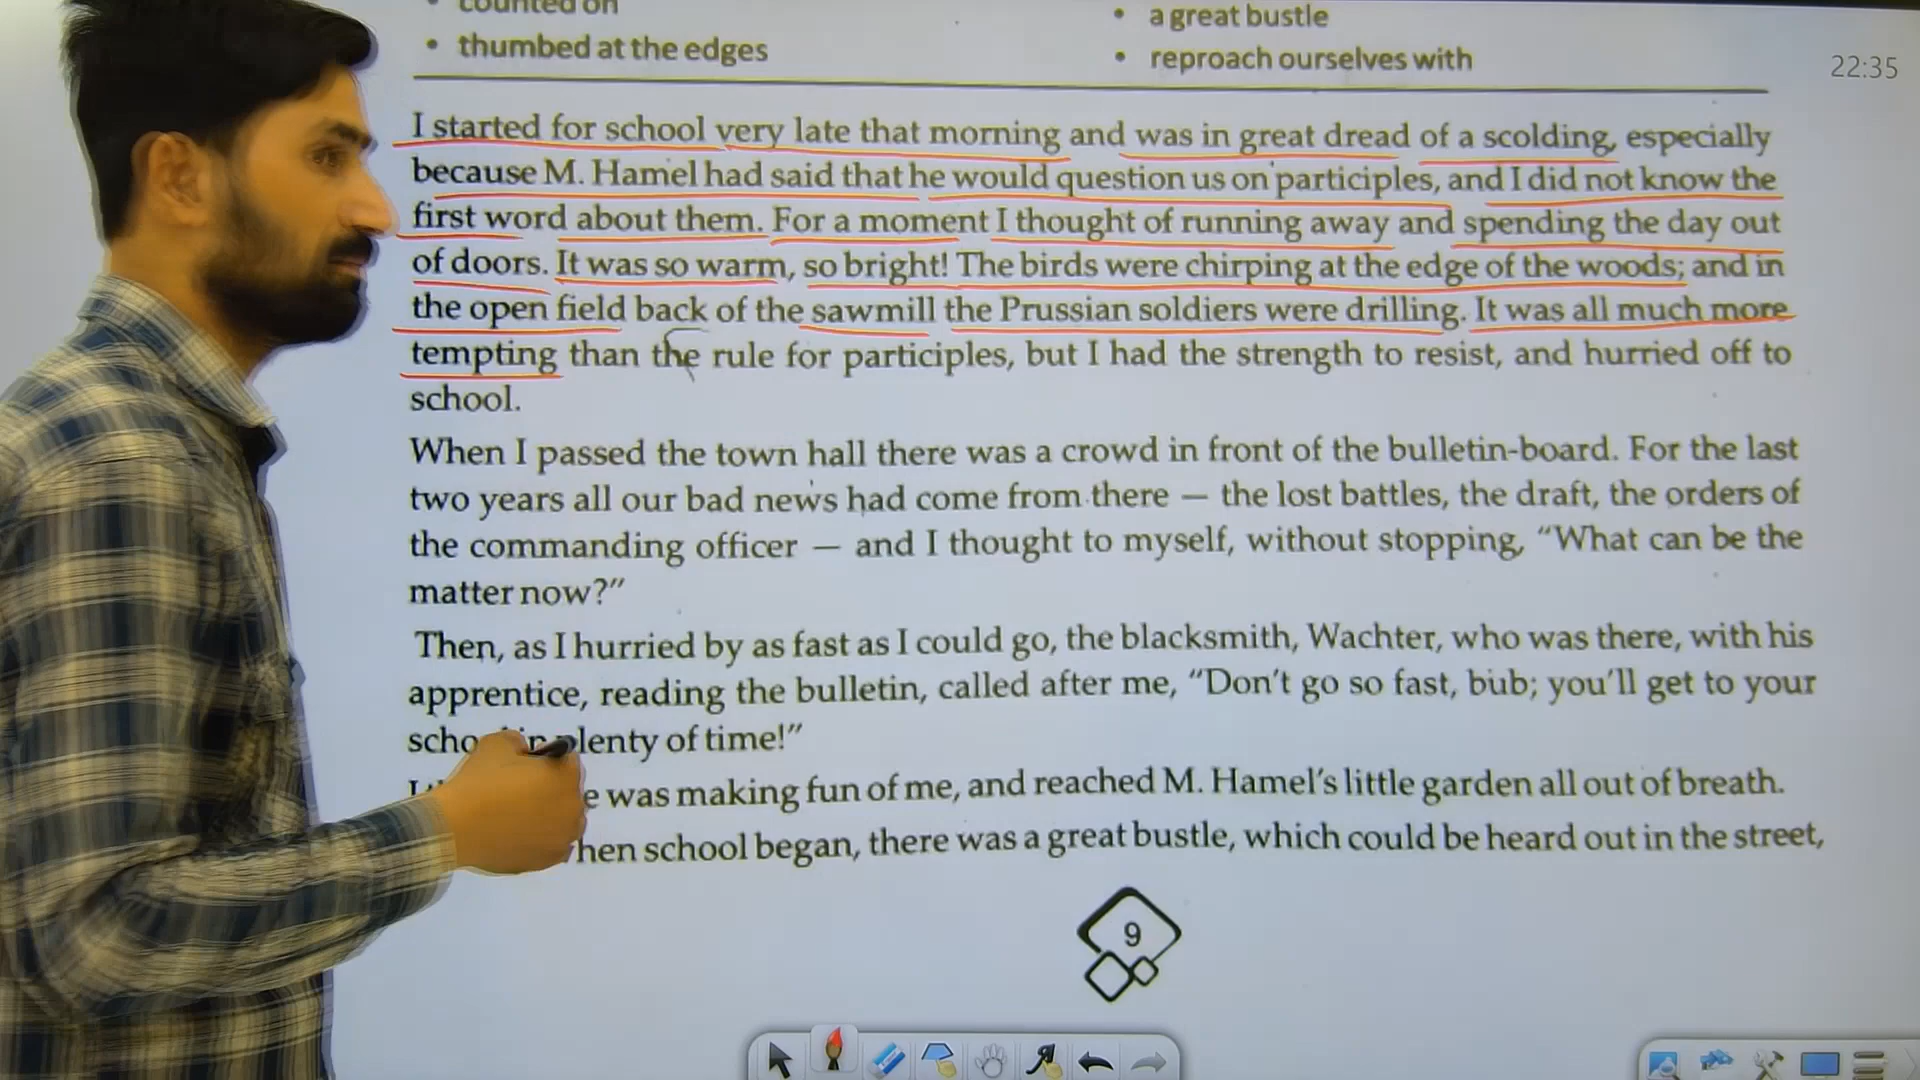 counted on
a great bustle
thumbed at the edges
reproach ourselves with
22:35
I started for school very late that morning and was in great dread of a scolding, especially
because M. Hamel had said that he would question us on participles, and I did not know the
first word about them. For a moment I thought of running away and spending the day out
of doors. It was so warm, so bright! The birds were chirping at the edge of the woods; and in
the open field back of the sawmill the Prussian soldiers were drilling. It was all much more
tempting than the rule for participles, but I had the strength to resist, and hurried off to
school.
When I passed the town hall there was a crowd in front of the bulletin-board. For the last
two years all our bad news had come from there — the lost battles, the draft, the orders of
the commanding officer — and I thought to myself, without stopping, “What can be the
matter now?”
Then, as I hurried by as fast as I could go, the blacksmith, Wachter, who was there, with his
apprentice, reading the bulletin, called after me, “Don’t go so fast, bub; you’ll get to your
plenty of time!”
was making fun of me, and reached M. Hamel’s little garden all out of breath.
school began, there was a great bustle, which could be heard out in the street,
9